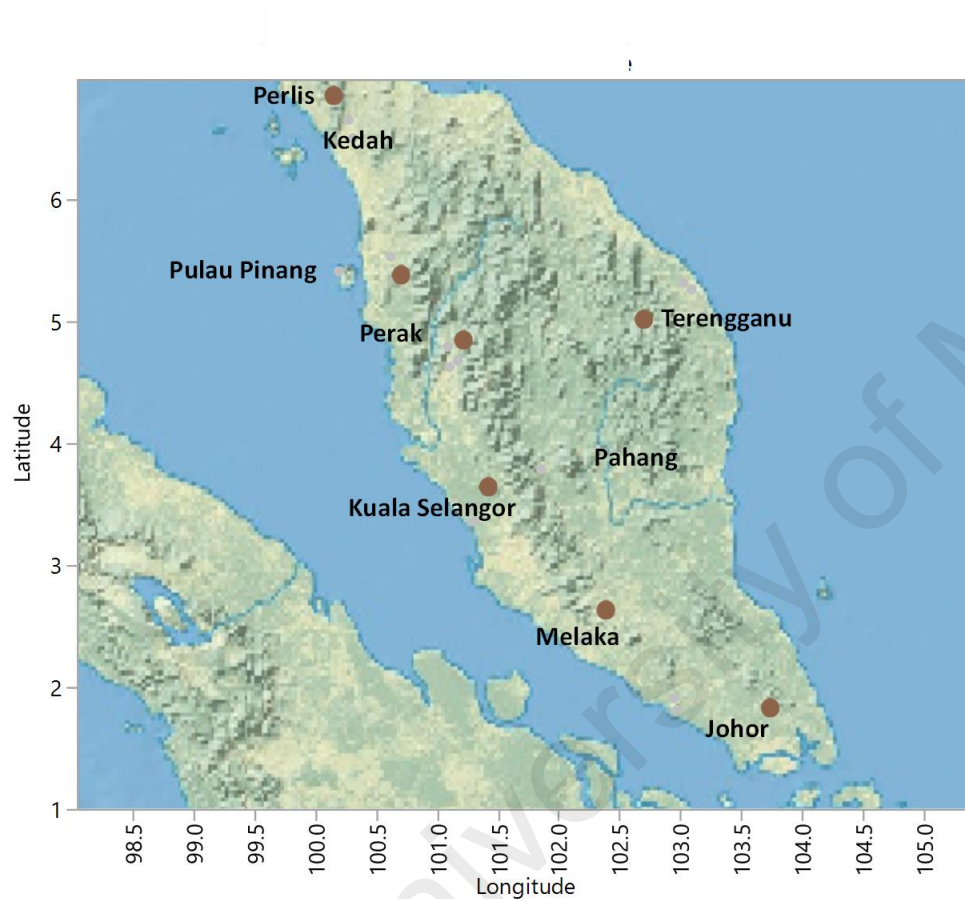 Perlis
Kedah
6
Pulau Pinang
5
Terengganu
Perak
4
Pahang
Kuala Selangor
3
Melaka
2
Johor
1
Latitude
98.5 99.0 99.5 100.0 100.5 101.0 101.5 102.0 102.5 103.0 103.5 104.0 104.5 105.0
Longitude
University of M